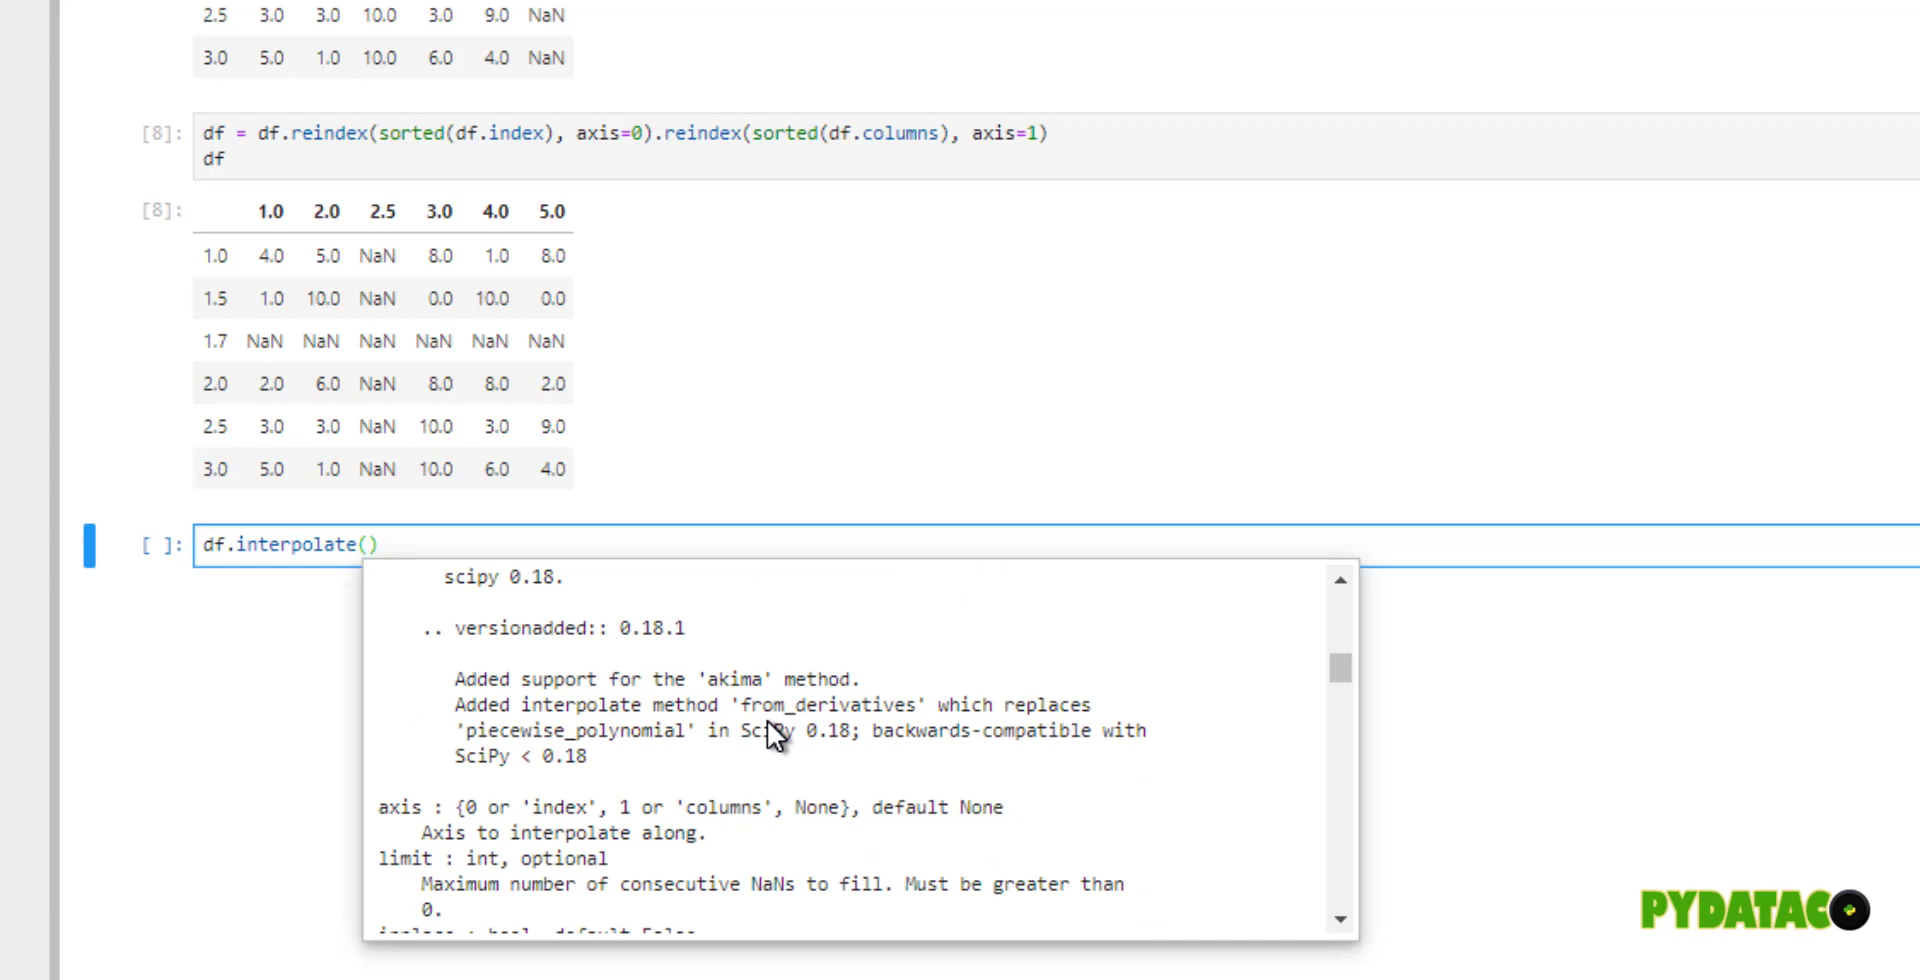 2.5 3.0 3.0 10.0 3.0 9.0 NaN
3.0 5.0 1.0 10.0 6.0 4.0 NaN
[8]: df = df.reindex(sorted(df.index), axis=0).reindex(sorted(df.columns), axis=1)
df
[8]: 1.0 2.0 2.5 3.0 4.0 5.0
1.0 4.0 5.0 NaN 8.0 1.0 8.0
1.5 1.0 10.0 NaN 0.0 10.0 0.0
1.7 NaN NaN NaN NaN NaN NaN
2.0 2.0 6.0 NaN 8.0 8.0 2.0
2.5 3.0 3.0 NaN 10.0 3.0 9.0
3.0 5.0 1.0 NaN 10.0 6.0 4.0
[ ]: df.interpolate()
scipy 0.18.
.. versionadded:: 0.18.1
Added support for the 'akima' method.
Added interpolate method 'from_derivatives' which replaces
'piecewise_polynomial' in SciPy 0.18; backwards-compatible with
SciPy < 0.18
axis : {0 or 'index', 1 or 'columns', None}, default None
Axis to interpolate along.
limit : int, optional
Maximum number of consecutive NaNs to fill. Must be greater than
0.
inplace : bool, default False
PYDATACO